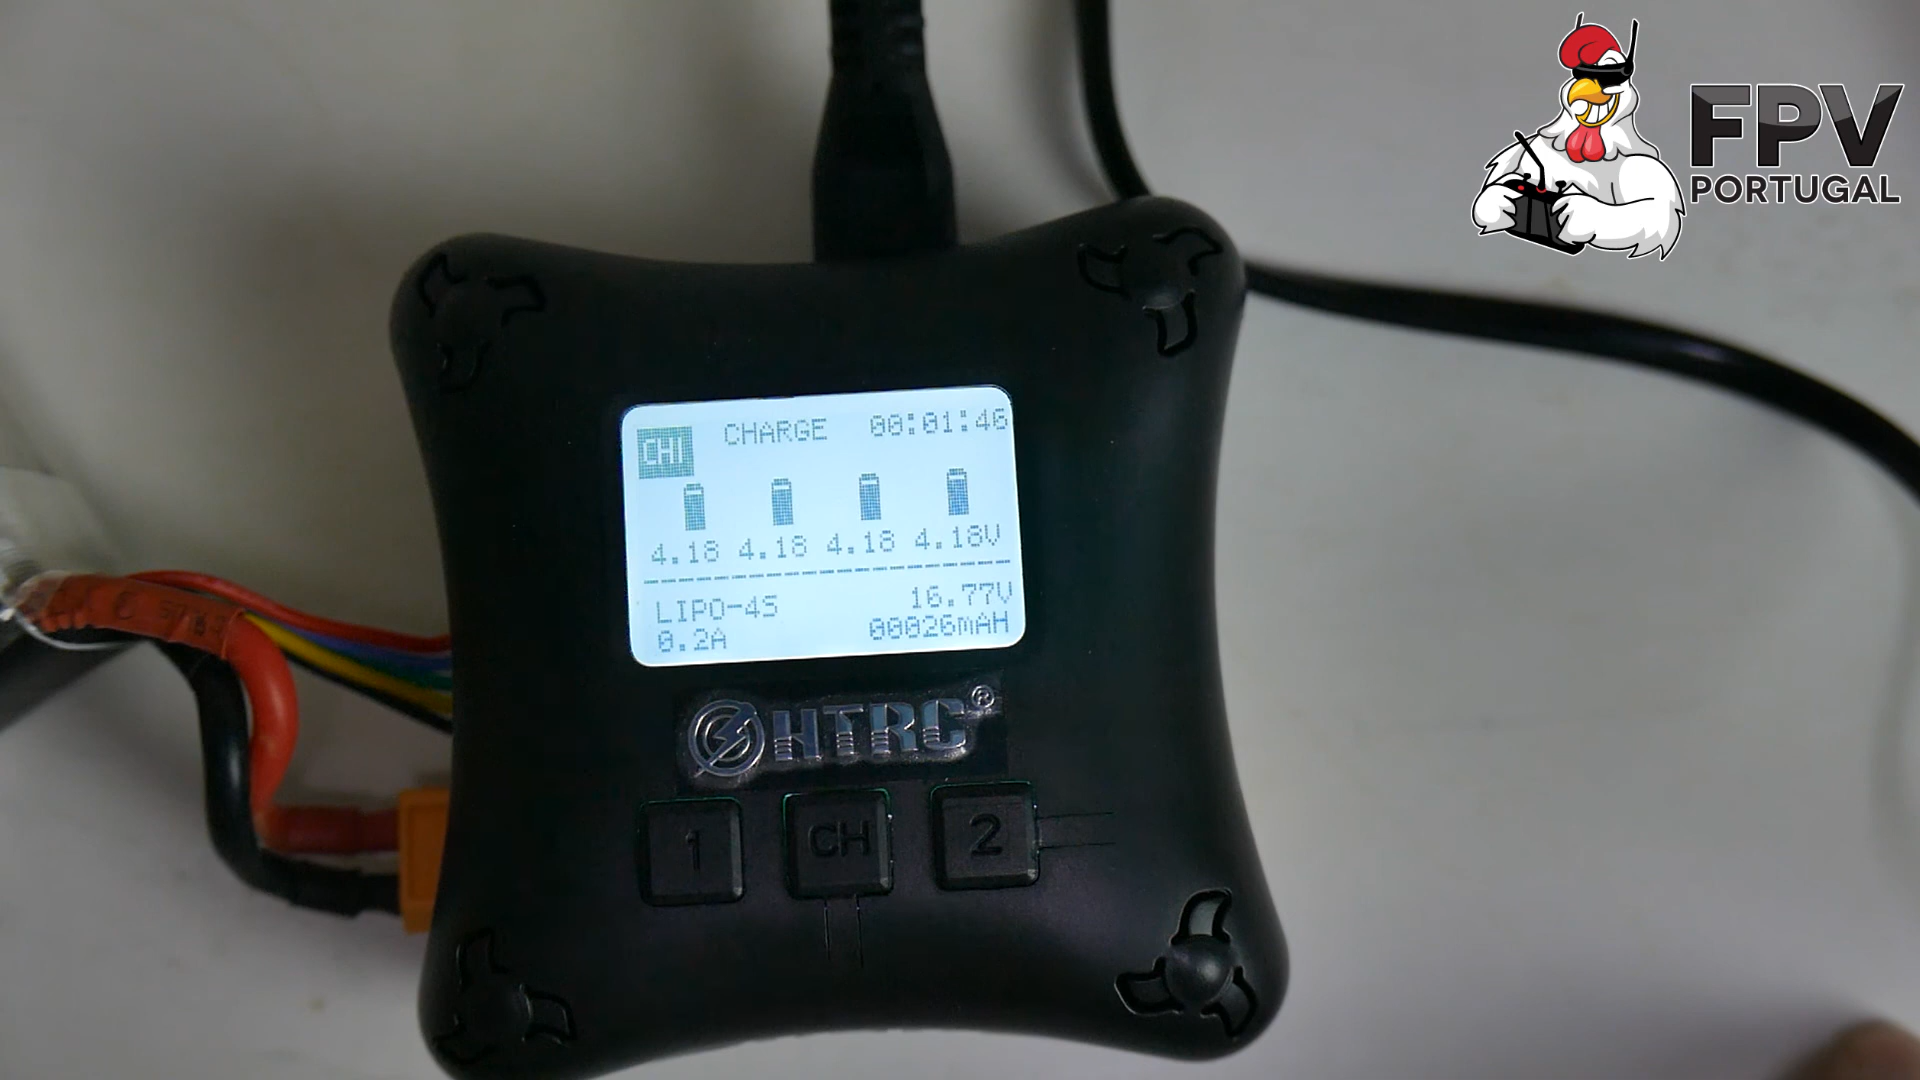 FPV
PORTUGAL
CH1 CHARGE 00:01:46
4.18 4.18 4.18 4.18V
LIPO-4S 16.77V
0.2A 00026mAH
HTRC®
1 CH 2